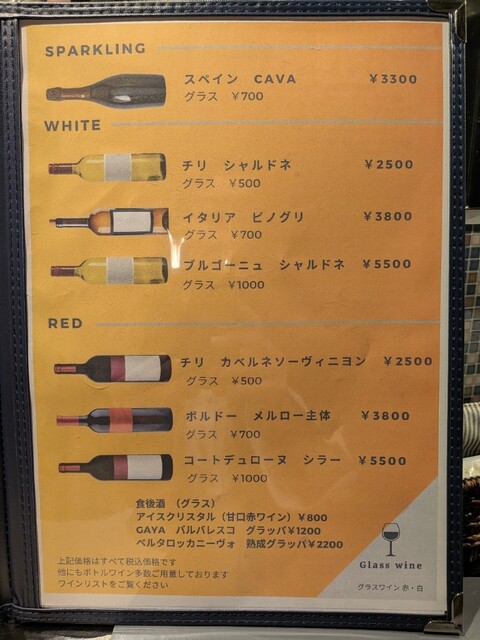 SPARKLING
スペイン　CAVA　¥3300
グラス　¥700
WHITE
チリ　シャルドネ　¥2500
グラス　¥500
イタリア　ピノグリ　¥3800
グラス　¥700
ブルゴーニュ　シャルドネ　¥5500
グラス　¥1000
RED
チリ　カベルネソーヴィニヨン　¥2500
グラス　¥500
ボルドー　メルロー主体　¥3800
グラス　¥700
コートデュローヌ　シラー　¥5500
グラス　¥1000
食後酒　（グラス）
アイスクリスタル（甘口赤ワイン）¥800
GAYA　バルバレスコ　グラッパ¥1200
ベルタロッカニーヴォ　熟成グラッパ¥2200
上記価格はすべて税込価格です
他にもボトルワイン多数ご用意しております
ワインリストをご覧ください
Glass wine
グラスワイン 赤・白